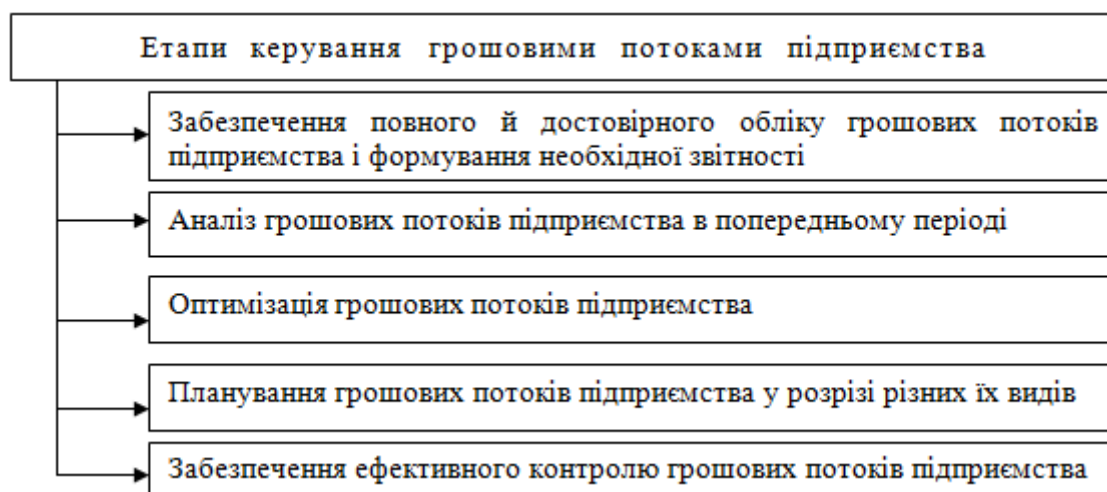 Етапи керування грошовими потоками підприємства
Забезпечення повного й достовірного обліку грошових потоків
підприємства і формування необхідної звітності
Аналіз грошових потоків підприємства в попередньому періоді
Оптимізація грошових потоків підприємства
Планування грошових потоків підприємства у розрізі різних їх видів
Забезпечення ефективного контролю грошових потоків підприємства